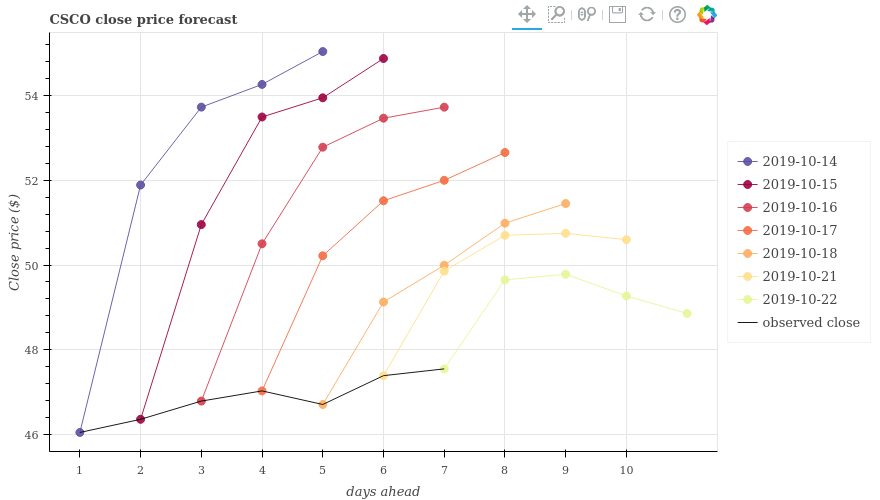 CSCO close price forecast
54
52
50
48
46
Close price ($)
1 2 3 4 5 6 7 8 9 10
days ahead
2019-10-14
2019-10-15
2019-10-16
2019-10-17
2019-10-18
2019-10-21
2019-10-22
observed close